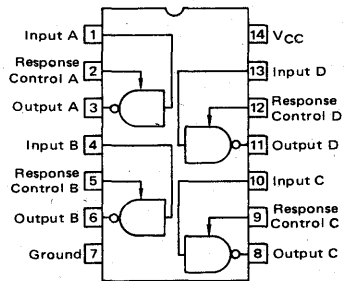 Input A 1
Response
Control A 2
Output A 3
Input B 4
Response
Control B 5
Output B 6
Ground 7
14 VCC
13 Input D
12 Response
Control D
11 Output D
10 Input C
9 Response
Control C
8 Output C